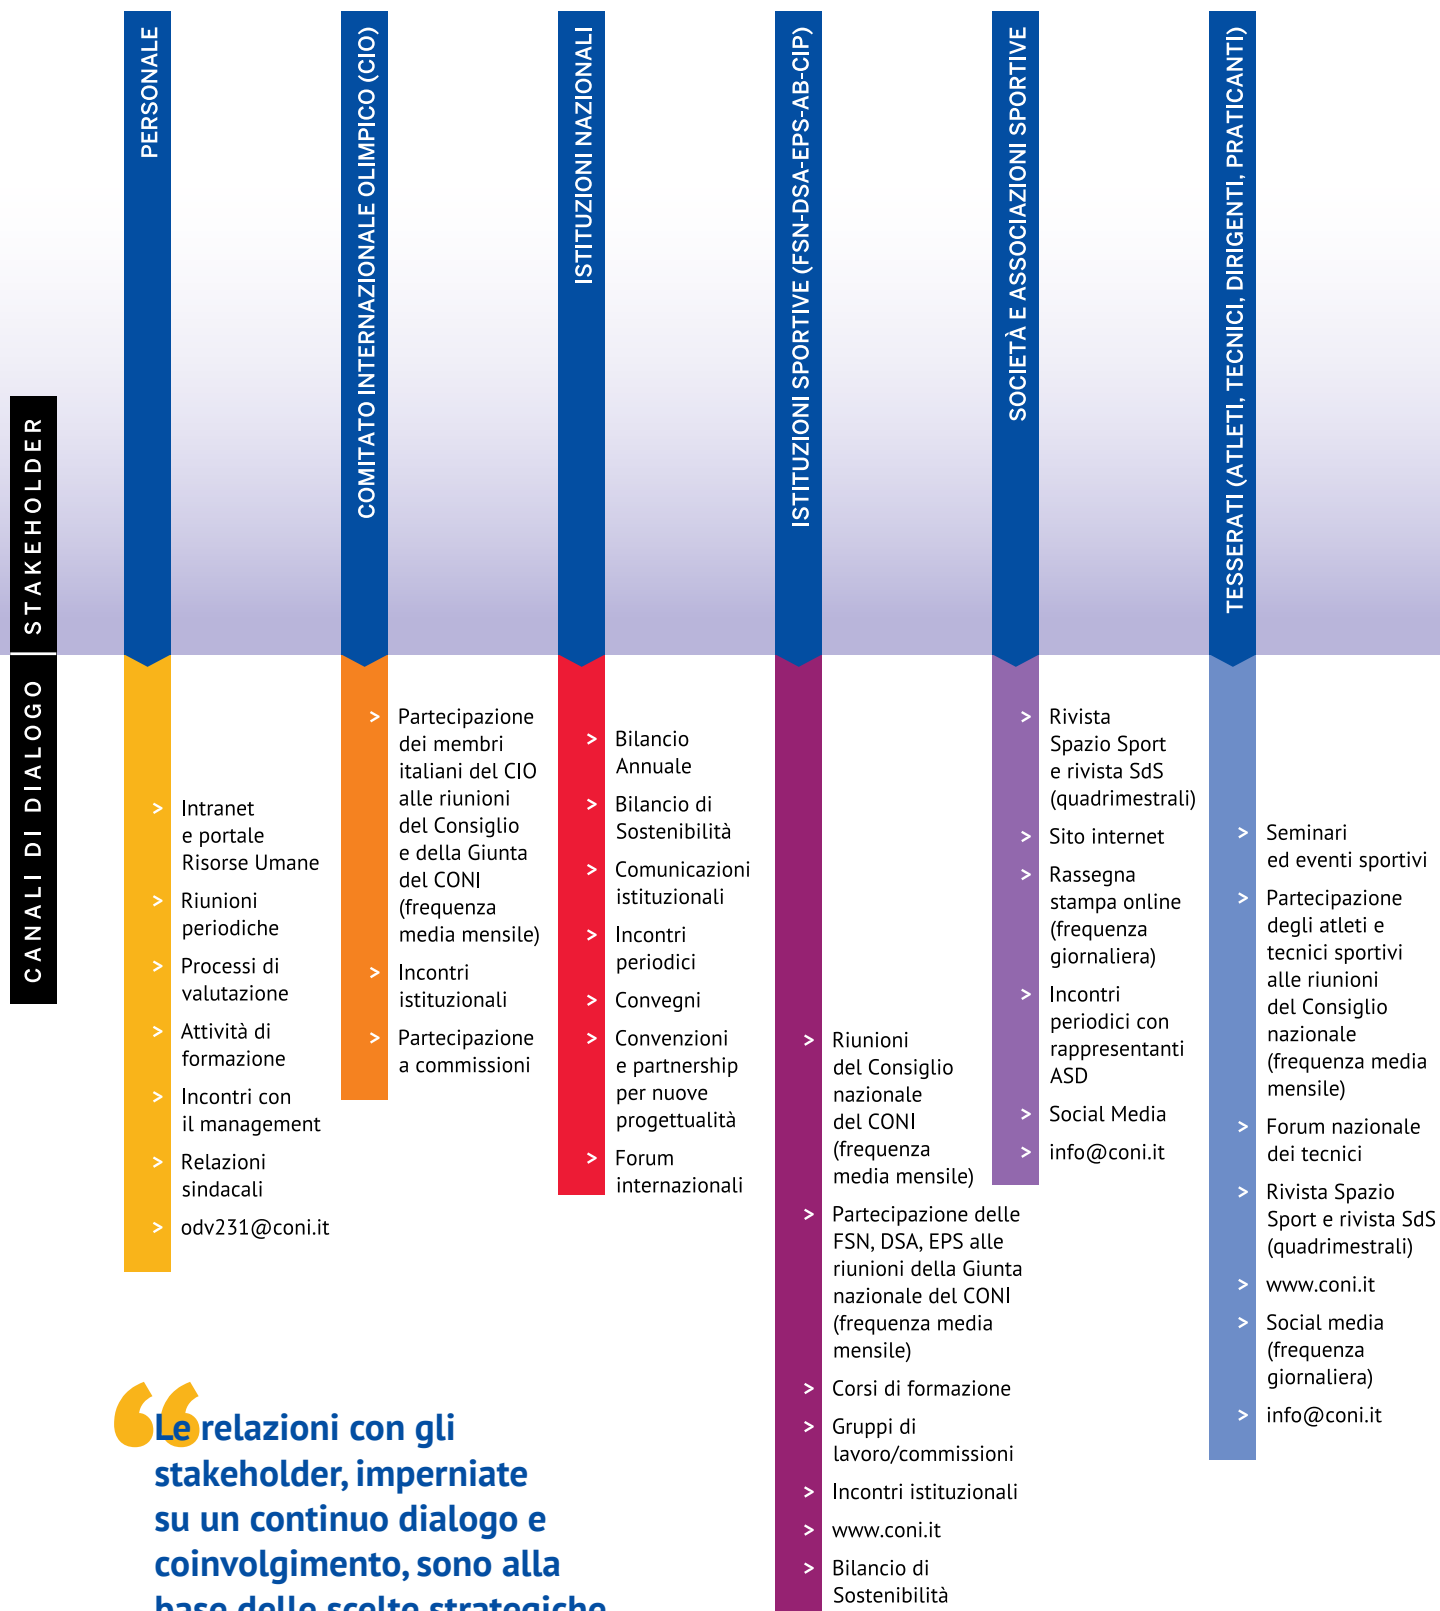 STAKEHOLDER
CANALI DI DIALOGO
PERSONALE
> Intranet
e portale
Risorse Umane
> Riunioni
periodiche
> Processi di
valutazione
> Attività di
formazione
> Incontri con
il management
> Relazioni
sindacali
> odv231@coni.it
COMITATO INTERNAZIONALE OLIMPICO (CIO)
> Partecipazione
dei membri
italiani del CIO
alle riunioni
del Consiglio
e della Giunta
del CONI
(frequenza
media mensile)
> Incontri
istituzionali
> Partecipazione
a commissioni
ISTITUZIONI NAZIONALI
> Bilancio
Annuale
> Bilancio di
Sostenibilità
> Comunicazioni
istituzionali
> Incontri
periodici
> Convegni
> Convenzioni
e partnership
per nuove
progettualità
> Forum
internazionali
ISTITUZIONI SPORTIVE (FSN-DSA-EPS-AB-CIP)
> Riunioni
del Consiglio
nazionale
del CONI
(frequenza
media mensile)
> Partecipazione delle
FSN, DSA, EPS alle
riunioni della Giunta
nazionale del CONI
(frequenza media
mensile)
> Corsi di formazione
> Gruppi di
lavoro/commissioni
> Incontri istituzionali
> www.coni.it
> Bilancio di
Sostenibilità
SOCIETÀ E ASSOCIAZIONI SPORTIVE
> Rivista
Spazio Sport
e rivista SdS
(quadrimestrali)
> Sito internet
> Rassegna
stampa online
(frequenza
giornaliera)
> Incontri
periodici con
rappresentanti
ASD
> Social Media
> info@coni.it
TESSERATI (ATLETI, TECNICI, DIRIGENTI, PRATICANTI)
> Seminari
ed eventi sportivi
> Partecipazione
degli atleti e
tecnici sportivi
alle riunioni
del Consiglio
nazionale
(frequenza media
mensile)
> Forum nazionale
dei tecnici
> Rivista Spazio
Sport e rivista SdS
(quadrimestrali)
> www.coni.it
> Social media
(frequenza
giornaliera)
> info@coni.it
“Le relazioni con gli
stakeholder, imperniate
su un continuo dialogo e
coinvolgimento, sono alla
base delle scelte strategiche